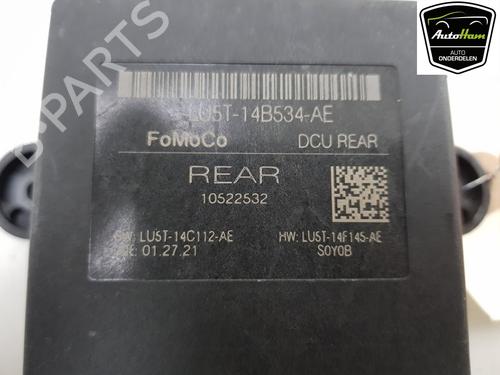 AutoHam
AUTO
ONDERDELEN
B-PARTS
LU5T-14B534-AE
FoMoCo DCU REAR
REAR
10522532
SW: LU5T-14C112-AE HW: LU5T-14F145-AE
01.27.21 S0Y0B